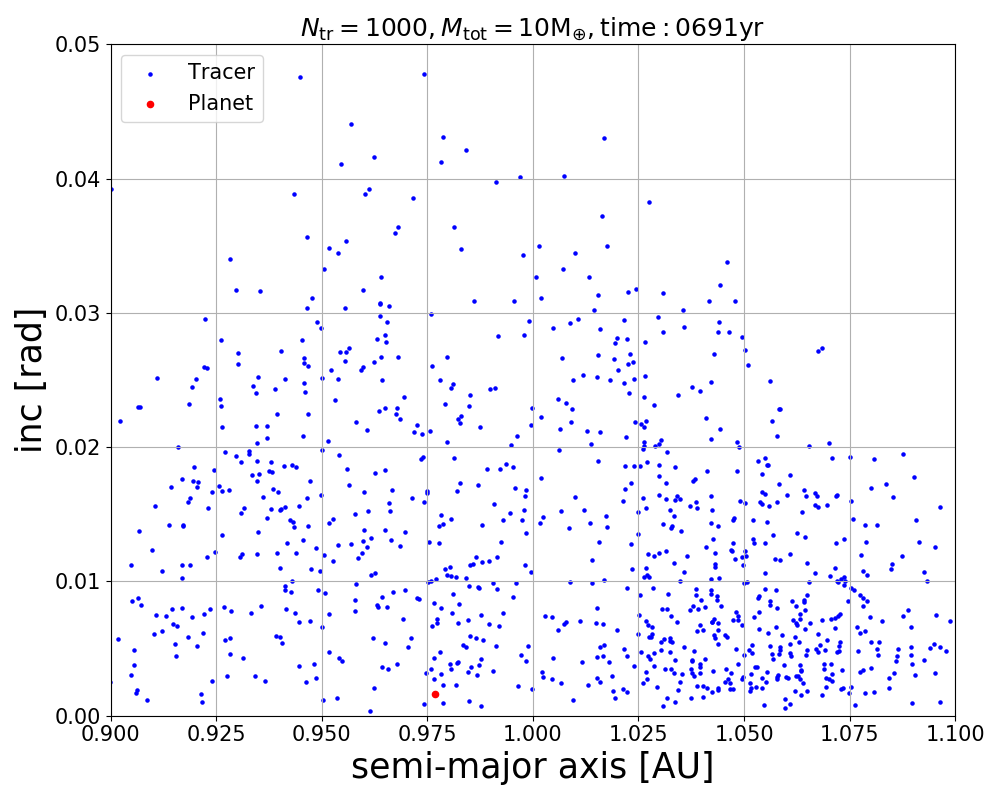 N_tr = 1000, M_tot = 10M_⊕, time : 0691yr
Tracer
Planet
inc [rad]
0.05
0.04
0.03
0.02
0.01
0.00
0.900 0.925 0.950 0.975 1.000 1.025 1.050 1.075 1.100
semi-major axis [AU]